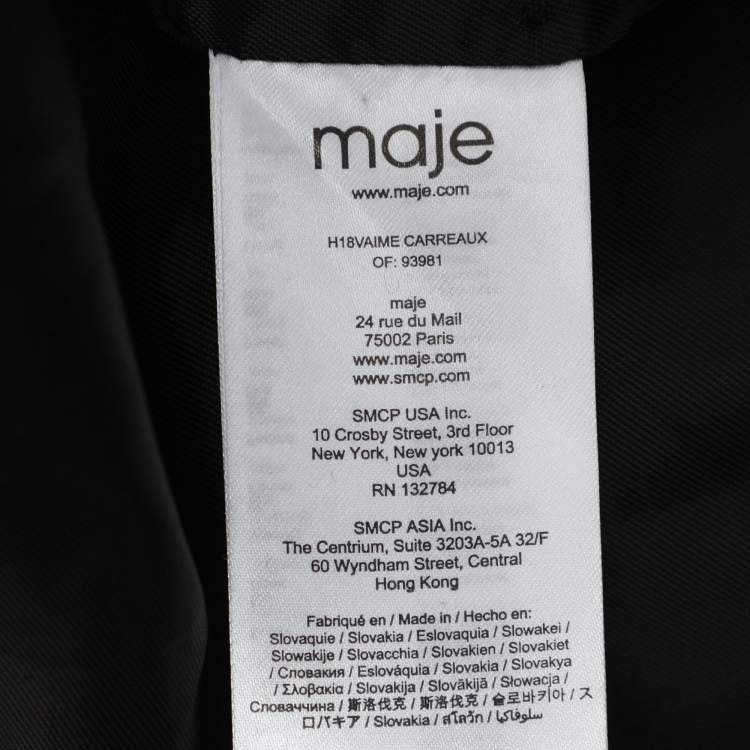 maje
www.maje.com
H18VAIME CARREAUX
OF: 93981
maje
24 rue du Mail
75002 Paris
www.maje.com
www.smcp.com
SMCP USA Inc.
10 Crosby Street, 3rd Floor
New York, New york 10013
USA
RN 132784
SMCP ASIA Inc.
The Centrium, Suite 3203A-5A 32/F
60 Wyndham Street, Central
Hong Kong
Fabriqué en / Made in / Hecho en:
Slovaquie / Slovakia / Eslovaquia / Slowakei /
Slowakije / Slovacchia / Slovakien / Slovakiet
/ Словакия / Eslováquia / Slovakia / Slovakya
/ Σλοβακία / Slovakija / Slovākijā / Słowacja /
Словаччина / 斯洛伐克 / 斯洛伐克 / 슬로바키아 / ス
ロバキア / Slovakia / สโลวัก / سلوفاكيا